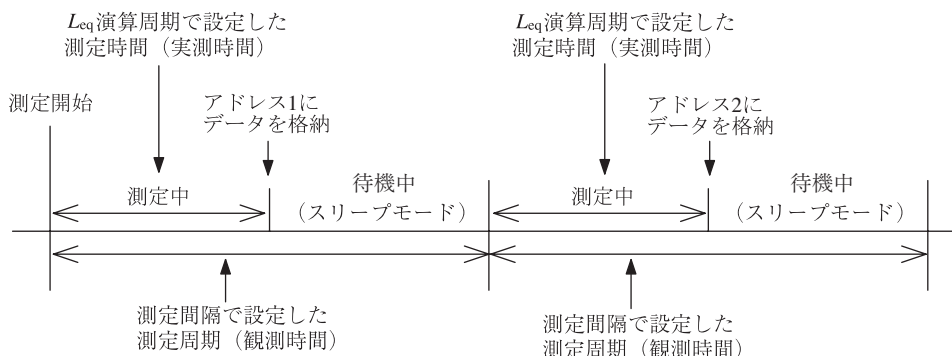 Leq演算周期で設定した
測定時間（実測時間）
Leq演算周期で設定した
測定時間（実測時間）
測定開始
アドレス1に
データを格納
アドレス2に
データを格納
測定中
待機中
（スリープモード）
測定中
待機中
（スリープモード）
測定間隔で設定した
測定周期（観測時間）
測定間隔で設定した
測定周期（観測時間）